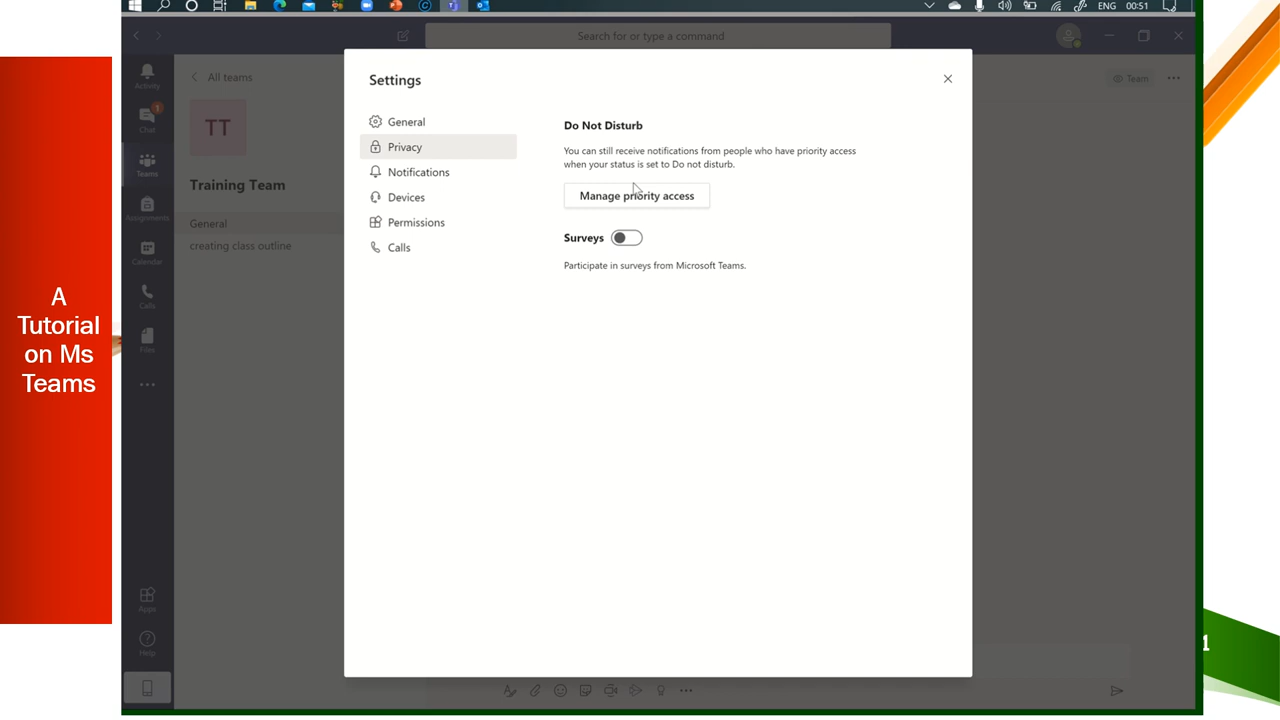 A
Tutorial
on Ms
Teams
ENG 00:51
Search for or type a command
Activity
Chat
1
Teams
Assignments
Calendar
Calls
Files
Apps
Help
All teams
TT
Training Team
General
creating class outline
Team
Settings
General
Privacy
Notifications
Devices
Permissions
Calls
Do Not Disturb
You can still receive notifications from people who have priority access
when your status is set to Do not disturb.
Manage priority access
Surveys
Participate in surveys from Microsoft Teams.
1